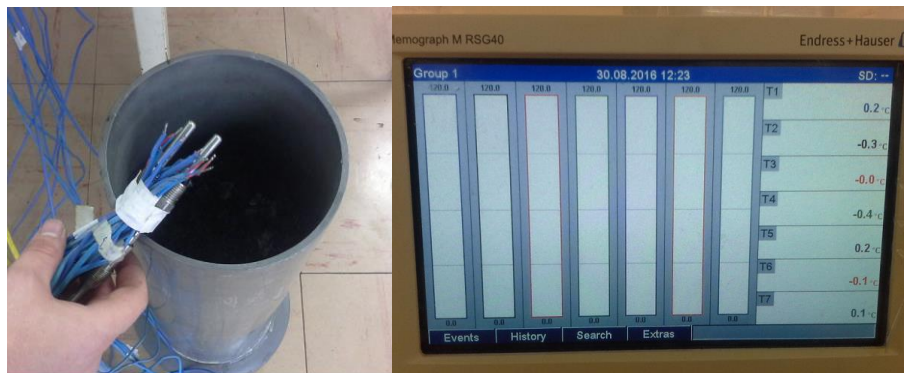 Memograph M RSG40
Endress+Hauser
Group 1
30.08.2016 12:23
SD: --
120.0 120.0 120.0 120.0 120.0 120.0 120.0
T1
0.2 °C
T2
-0.3 °C
T3
-0.0 °C
T4
-0.4 °C
T5
0.2 °C
T6
-0.1 °C
T7
0.1 °C
0.0 0.0 0.0 0.0 0.0 0.0 0.0
Events History Search Extras